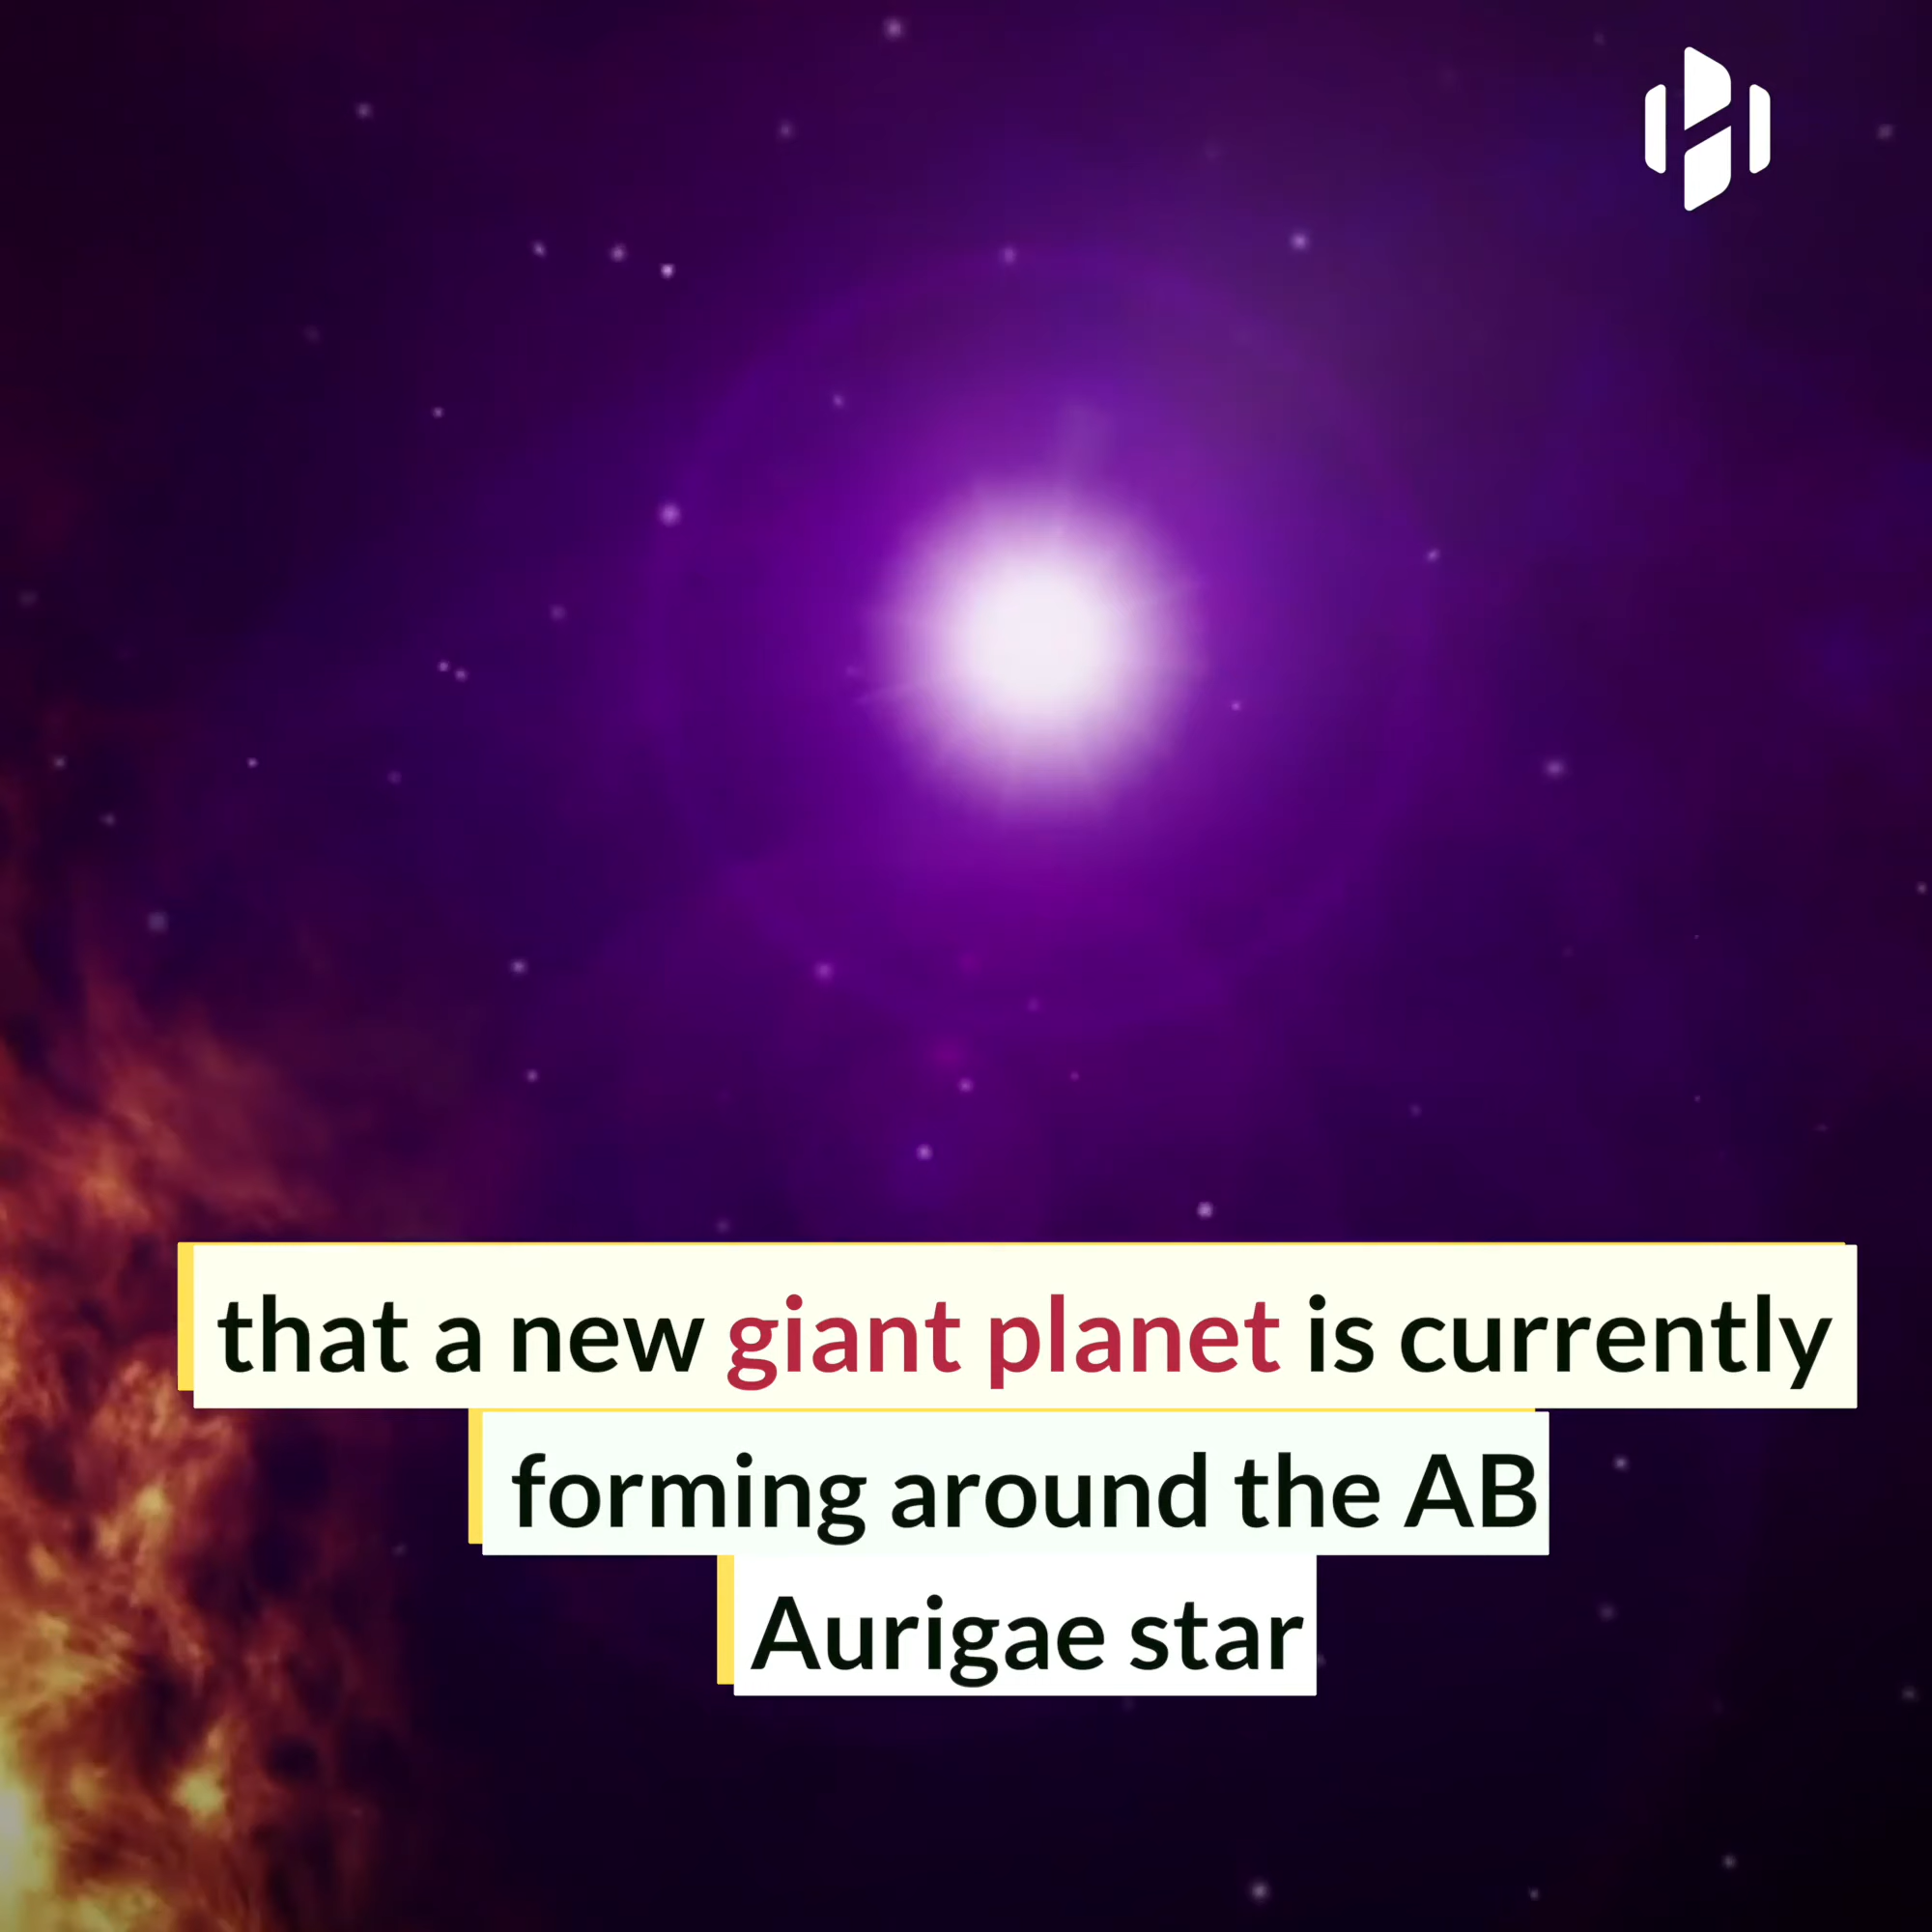 that a new giant planet is currently
forming around the AB
Aurigae star